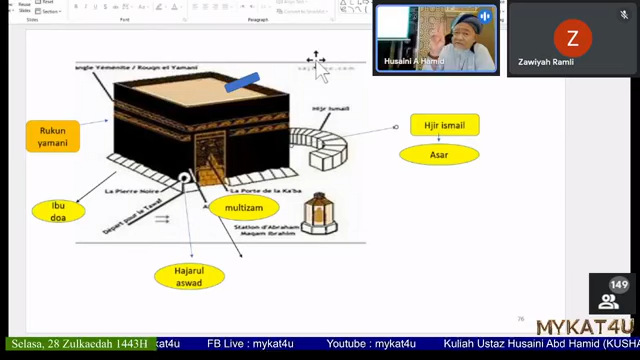 Section
Font
Paragraph
Husaini A Hamid
Z
Zawiyah Ramli
angle Yéménite / Rouqn el Yamani
Hijr Ismail
Hjir ismail
Rukun
yamani
Asar
La Pierre Noire
La Porte de la Ka'ba
Ibu
doa
multizam
Départ pour le Tawaf
Station d'Abraham
Maqam Ibrahim
Hajarul
aswad
149
76
MYKAT4U
Selasa, 28 Zulkaedah 1443H
kat4u
FB Live : mykat4u
Youtube : mykat4u
Kuliah Ustaz Husaini Abd Hamid (KUSHA